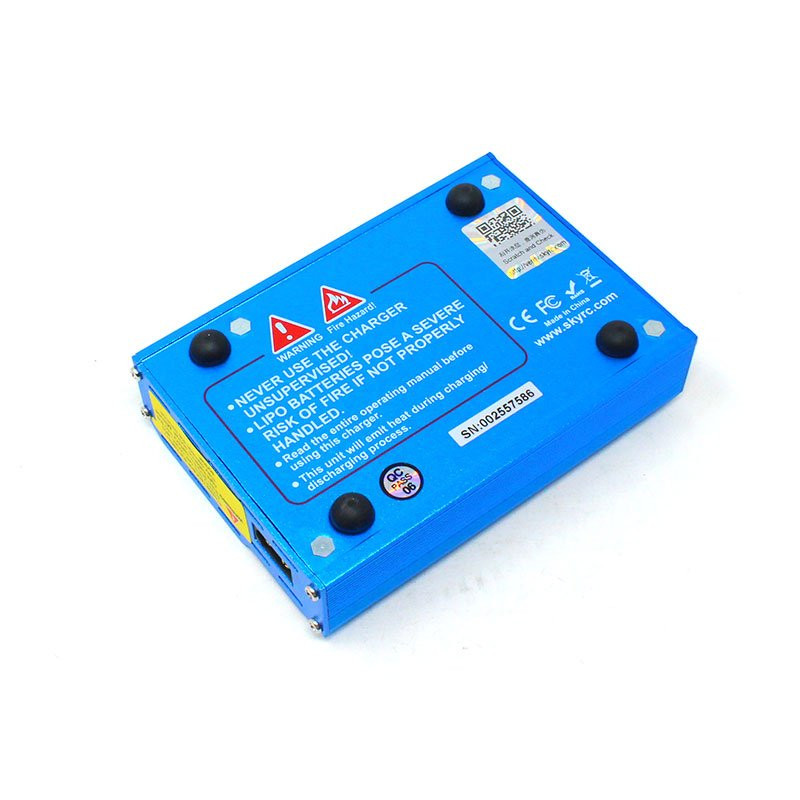 Scratch and Check
CE FC RoHS
Made in China
www.skyrc.com
WARNING Fire Hazard!
• NEVER USE THE CHARGER
UNSUPERVISED!
• LIPO BATTERIES POSE A SEVERE
RISK OF FIRE IF NOT PROPERLY
HANDLED.
• Read the entire operating manual before
using this charger.
• This unit will emit heat during charging/
discharging process.
SN:002557586
QC
PASS
06